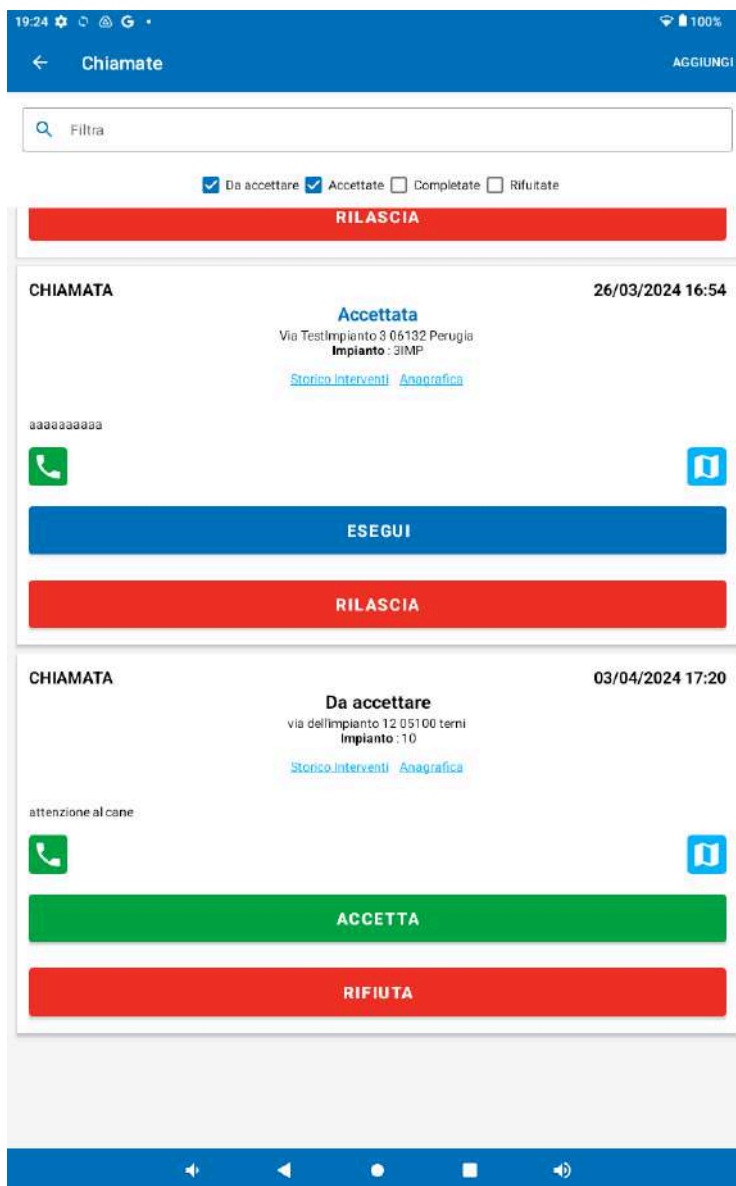 19:24 G 100%
Chiamate AGGIUNGI
Filtra
Da accettare Accettate Completate Rifiutate
RILASCIA
CHIAMATA 26/03/2024 16:54
Accettata
Via TestImpianto 3 06132 Perugia
Impianto : 3IMP
Storico Interventi Anagrafica
aaaaaaaaaa
ESEGUI
RILASCIA
CHIAMATA 03/04/2024 17:20
Da accettare
via dell'impianto 12 05100 terni
Impianto : 10
Storico Interventi Anagrafica
attenzione al cane
ACCETTA
RIFIUTA